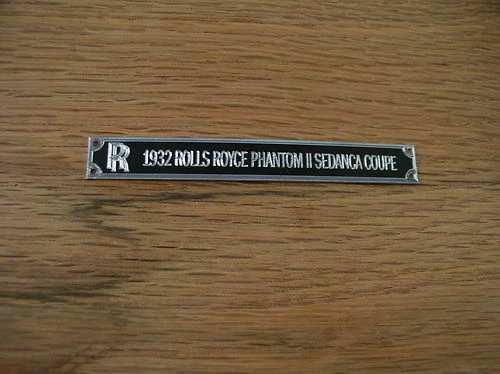 RR 1932 ROLLS ROYCE PHANTOM II SEDANCA COUPE